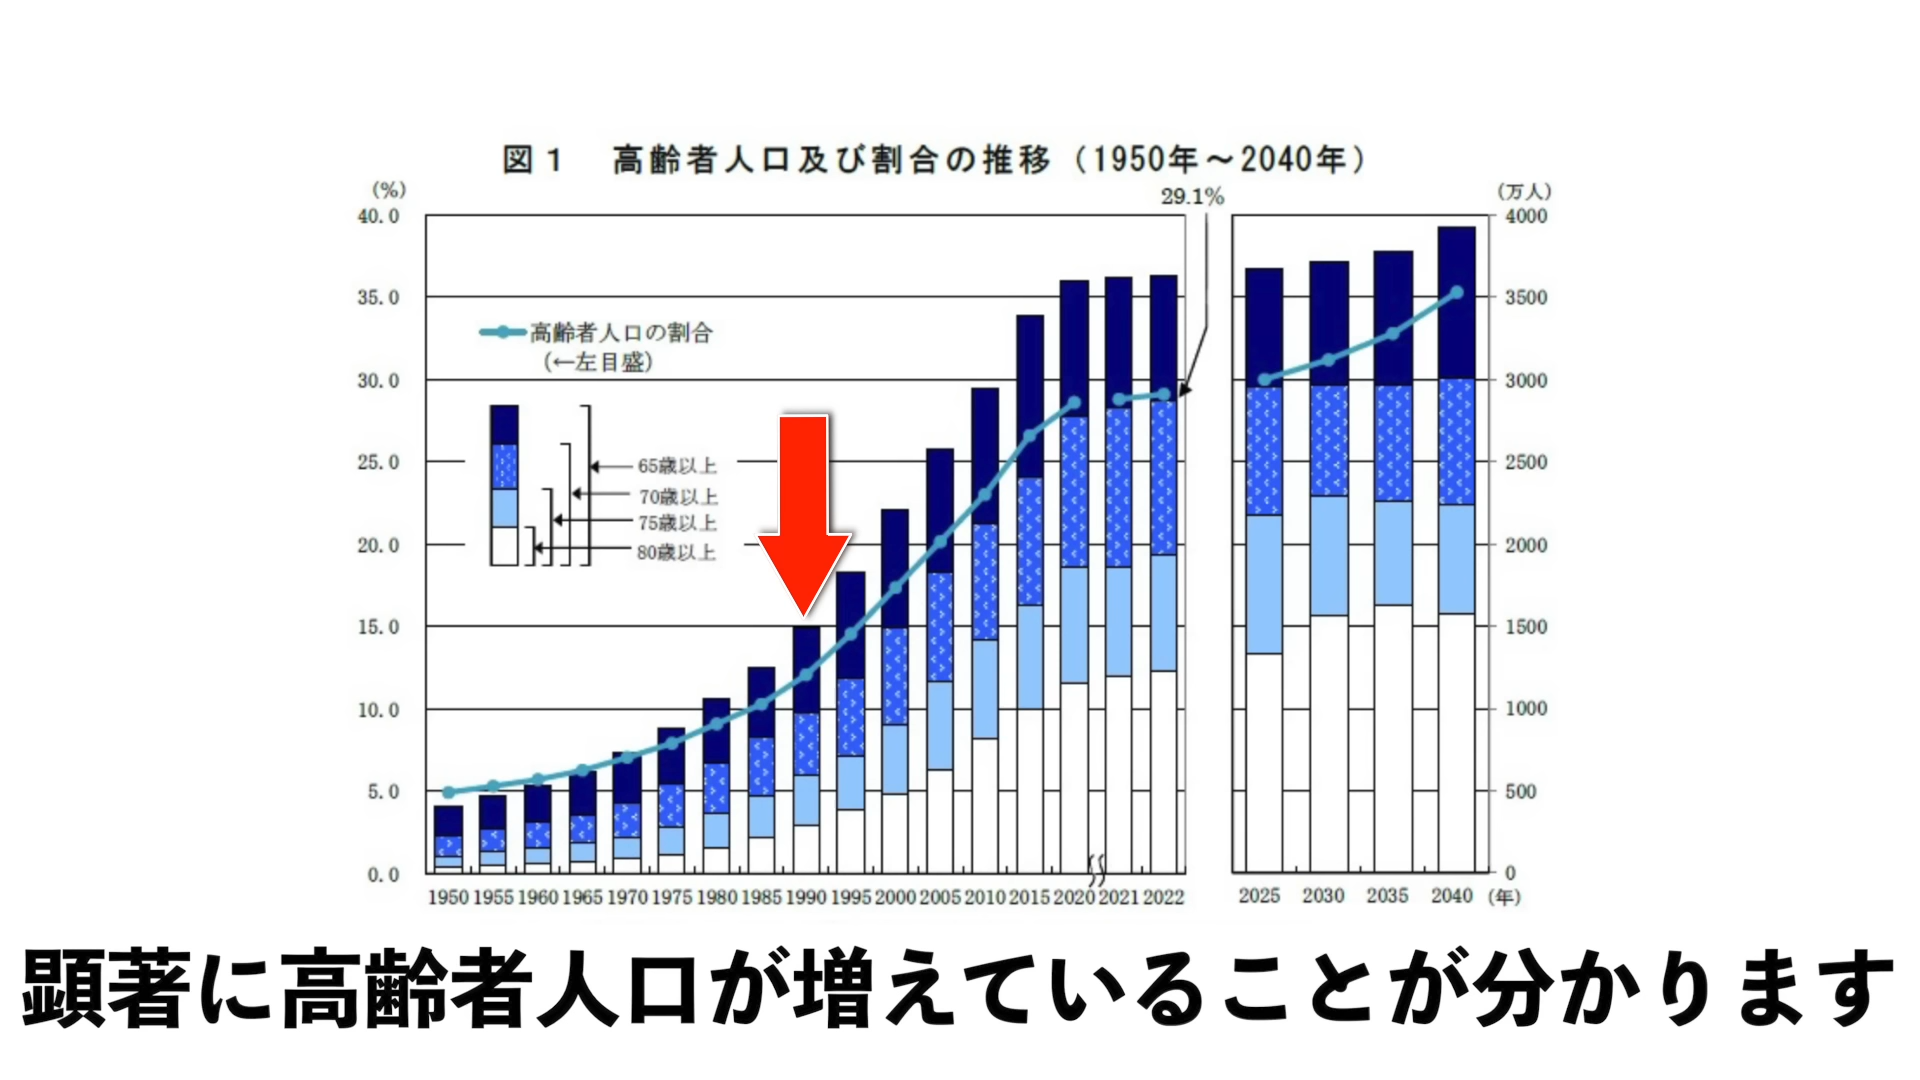 図１　高齢者人口及び割合の推移（1950年～2040年）
(%)
(万人)
29.1%
40.0
35.0
30.0
25.0
20.0
15.0
10.0
5.0
0.0
高齢者人口の割合
(←左目盛)
65歳以上
70歳以上
75歳以上
80歳以上
4000
3500
3000
2500
2000
1500
1000
500
0
1950 1955 1960 1965 1970 1975 1980 1985 1990 1995 2000 2005 2010 2015 2020 2021 2022 2025 2030 2035 2040 (年)
顕著に高齢者人口が増えていることが分かります